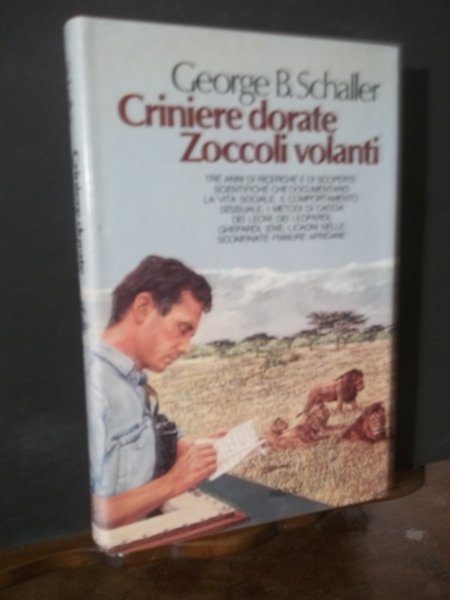 George B. Schaller
Criniere dorate
Zoccoli volanti
TRE ANNI DI RICERCHE E DI SCOPERTE
SCIENTIFICHE CHE DOCUMENTANO
LA VITA SOCIALE, IL COMPORTAMENTO
SESSUALE, I METODI DI CACCIA
DEI LEONI, DEI LEOPARDI,
GHEPARDI, IENE, LICAONI NELLE
SCONFINATE PIANURE AFRICANE